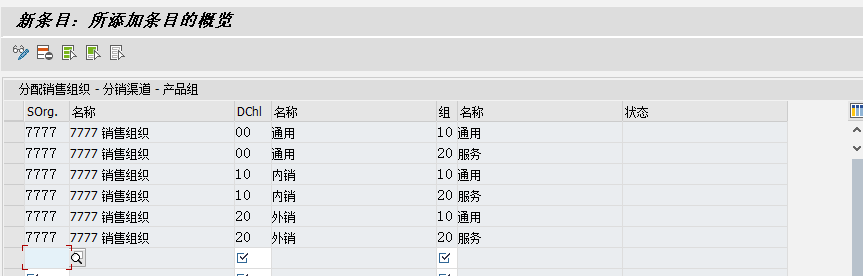 新条目：所添加条目的概览
分配销售组织 - 分销渠道 - 产品组
SOrg. 名称 DChl 名称 组 名称 状态
7777 7777 销售组织 00 通用 10 通用
7777 7777 销售组织 00 通用 20 服务
7777 7777 销售组织 10 内销 10 通用
7777 7777 销售组织 10 内销 20 服务
7777 7777 销售组织 20 外销 10 通用
7777 7777 销售组织 20 外销 20 服务